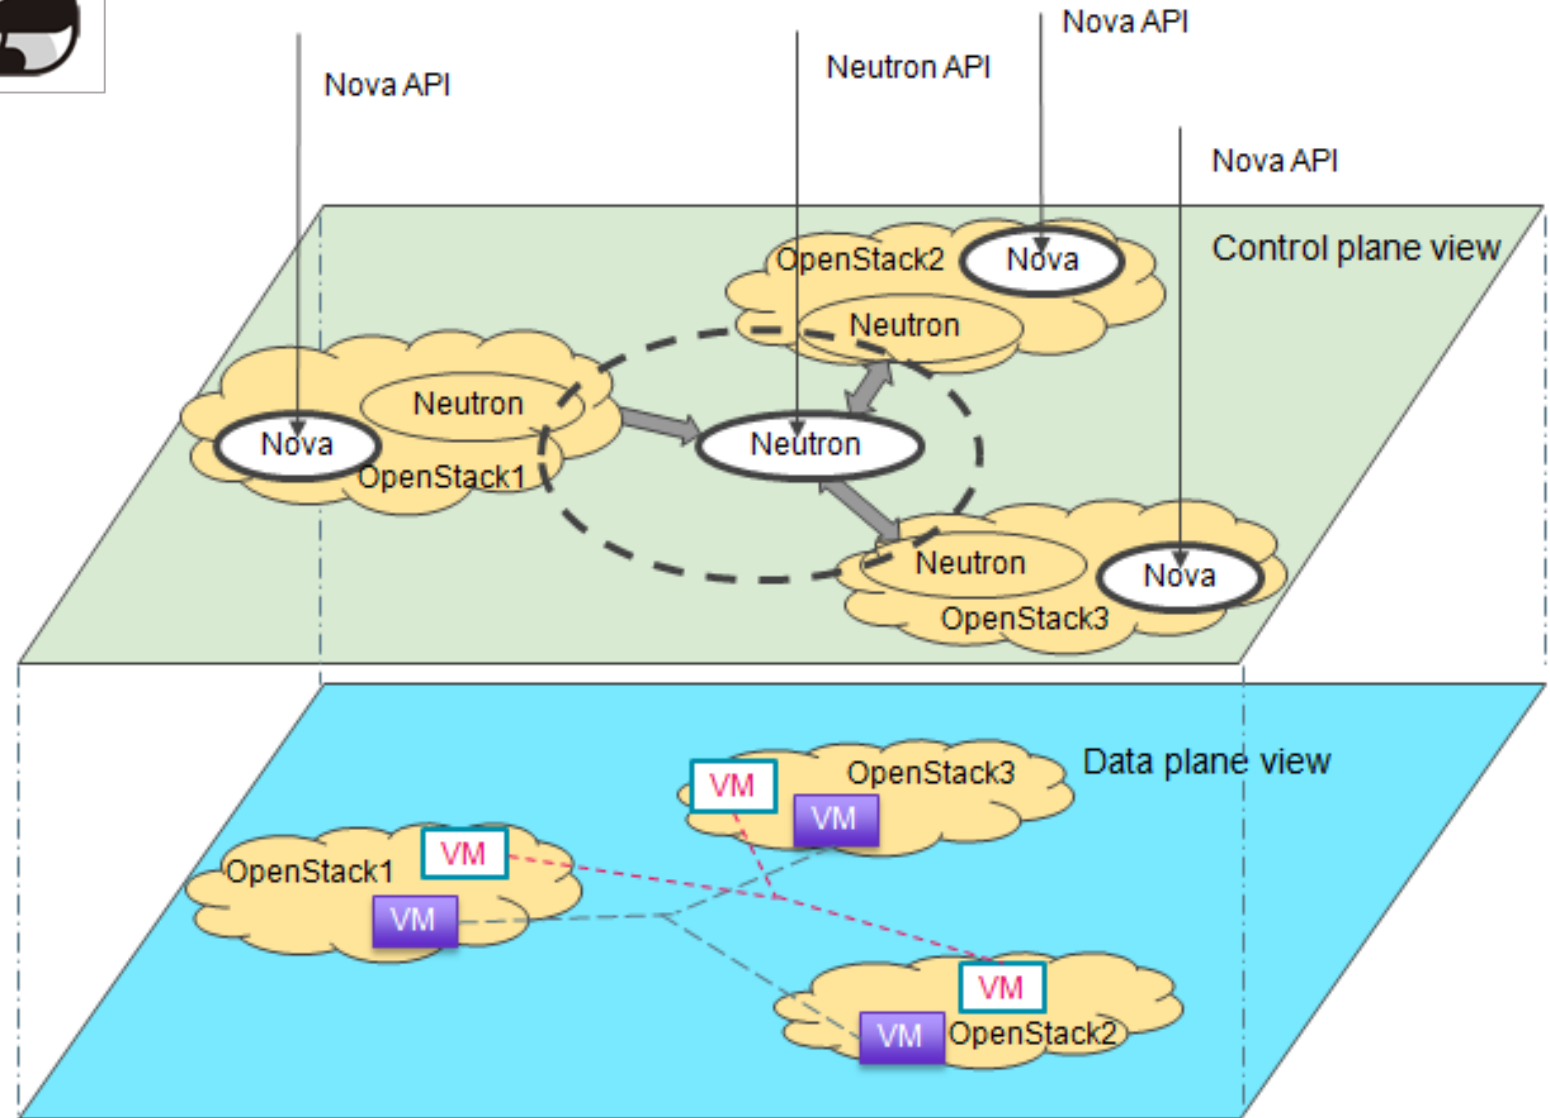 Nova API
Neutron API
Nova API
Nova API
Control plane view
OpenStack2
Nova
Neutron
Neutron
Nova
OpenStack1
Neutron
Neutron
Nova
OpenStack3
Data plane view
VM
OpenStack3
VM
OpenStack1
VM
VM
VM
VM
OpenStack2